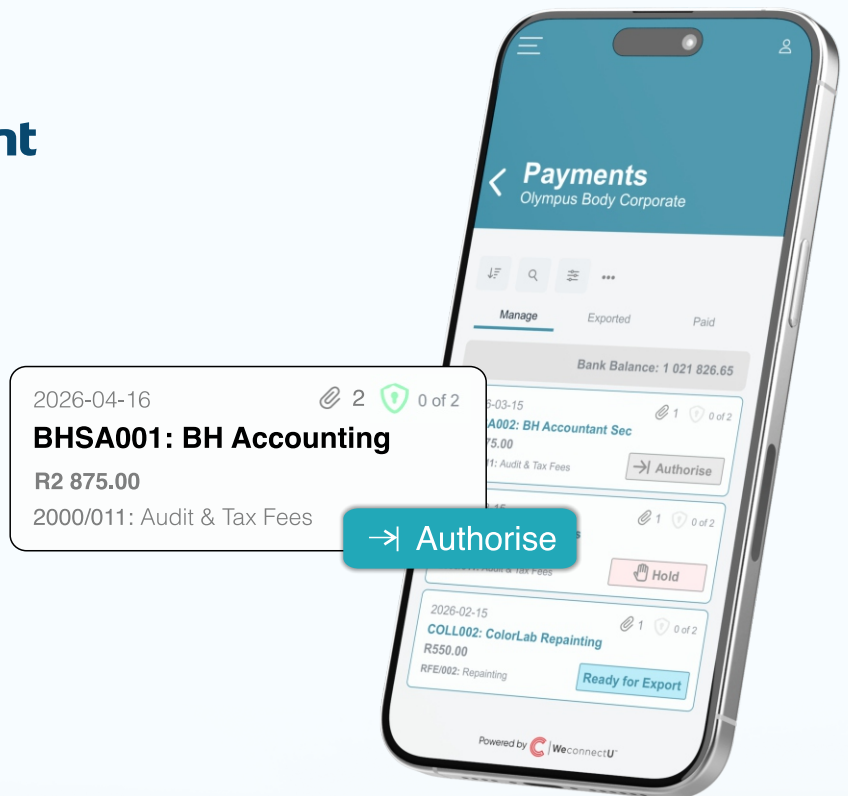 Payments
Olympus Body Corporate
Manage Exported Paid
Bank Balance: 1 021 826.65
2026-04-16 2 0 of 2
BHSA001: BH Accounting
R2 875.00
2000/011: Audit & Tax Fees
Authorise
-03-15 1 0 of 2
A002: BH Accountant Sec
75.00
11: Audit & Tax Fees
Authorise
1 0 of 2
Audit & Tax Fees
Hold
2026-02-15 1 0 of 2
COLL002: ColorLab Repainting
R550.00
RFE/002: Repainting
Ready for Export
Powered by WeconnectU